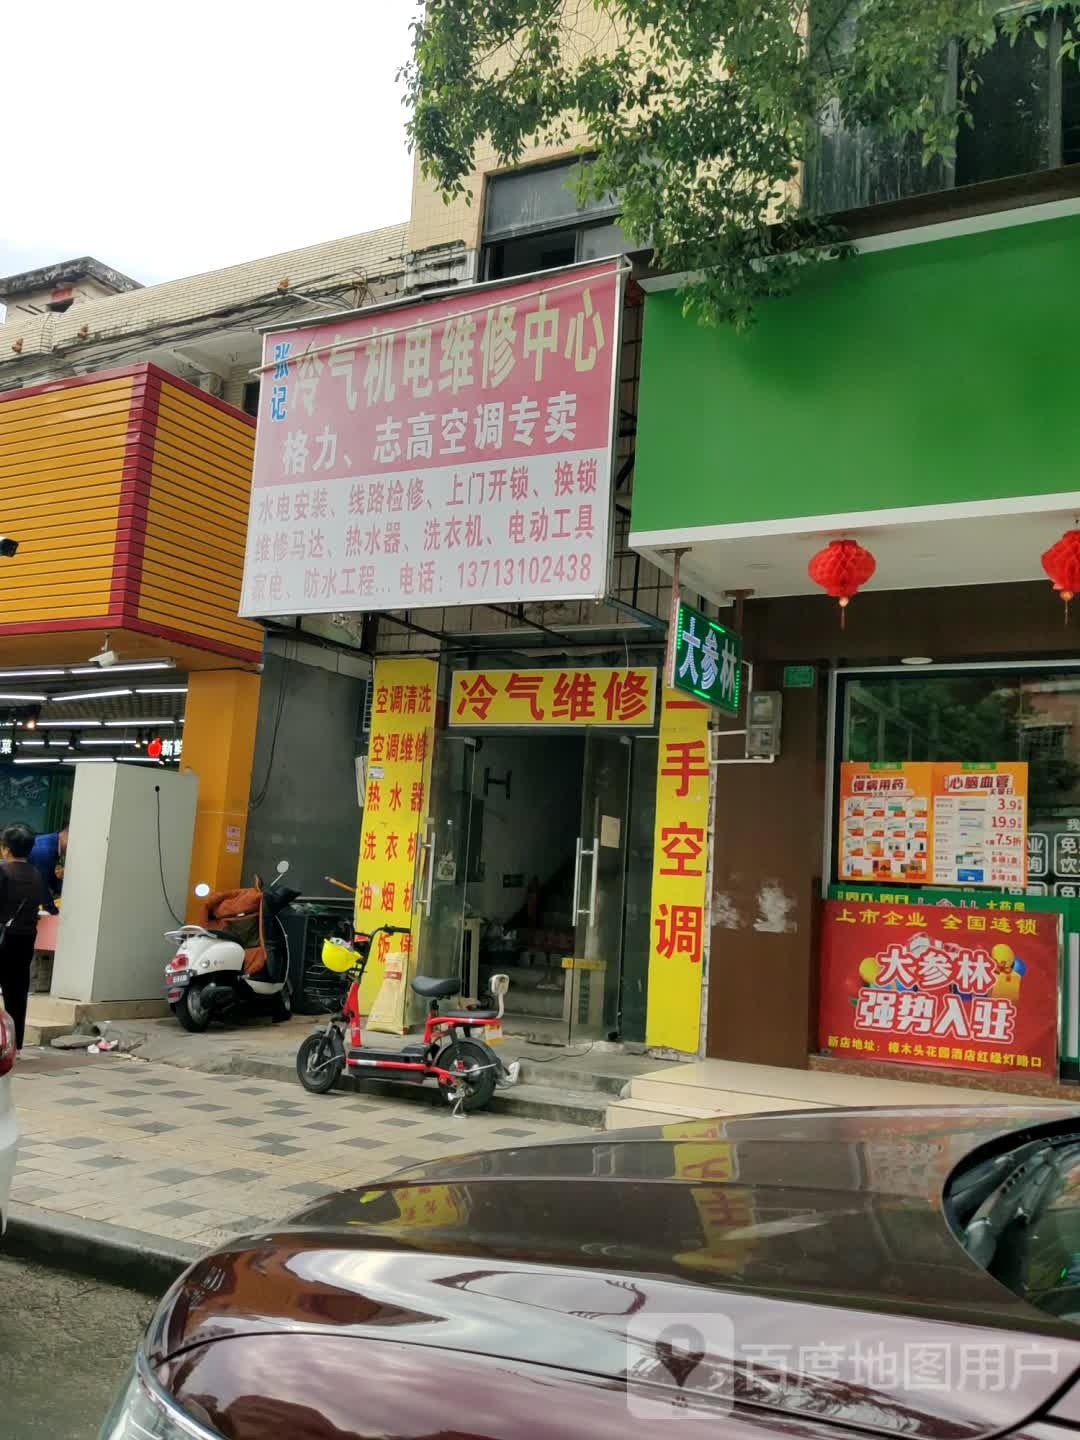 张记
冷气机电维修中心
格力、志高空调专卖
水电安装、线路检修、上门开锁、换锁
维修马达、热水器、洗衣机、电动工具
家电、防水工程... 电话：13713102438
空调清洗
空调维修
热水器
洗衣机
油烟机
冷气维修
二手空调
大参林
新鲜
菜
慢病用药
心脑血管
3.9
19.9
7.5折
大药房
上市企业 全国连锁
大参林
强势入驻
新店地址：樟木头花园酒店红绿灯路口
百度地图用户